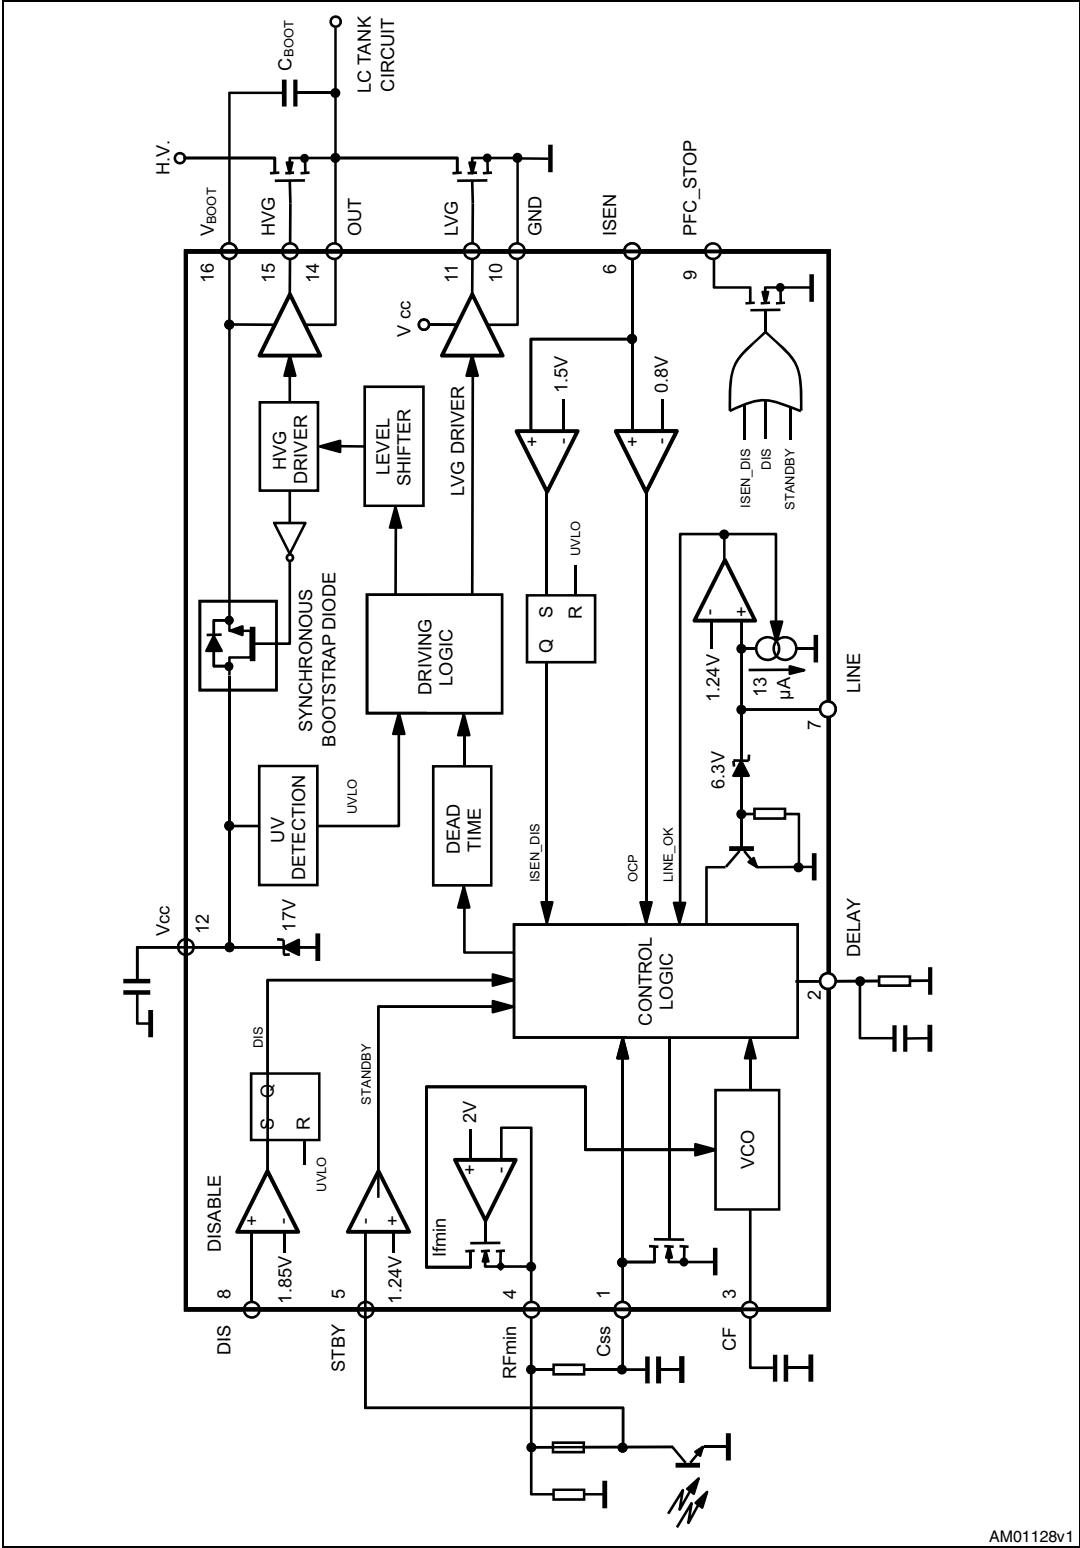 LC TANK
CIRCUIT
CBOOT
H.V.
VBOOT
HVG
OUT
LVG
GND
ISEN
PFC_STOP
16
15
14
11
10
6
9
V cc
HVG
DRIVER
LEVEL
SHIFTER
LVG DRIVER
+
-
1.5V
+
-
0.8V
ISEN_DIS
DIS
STANDBY
SYNCHRONOUS
BOOTSTRAP DIODE
DRIVING
LOGIC
Q
S
R
UVLO
1.24V
-
+
13
µA
LINE
7
6.3V
UV
DETECTION
UVLO
DEAD
TIME
ISEN_DIS
OCP
LINE_OK
Vcc
12
17V
CONTROL
LOGIC
DELAY
2
DIS
STANDBY
S
Q
R
UVLO
2V
+
-
VCO
DISABLE
+
-
1.85V
-
+
1.24V
Ifmin
8
5
4
1
3
DIS
STBY
RFmin
Css
CF
AM01128v1